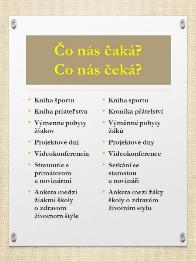 Čo nás čaká?
Co nás čeká?
Kniha športu
Kniha priateľstva
Výmenné pobyty
žiakov
Projektové dni
Videokonferencia
Stretnutie s
primátorom
a novinármi
Anketa medzi
žiakmi školy
o zdravom
životnom štýle
Kniha sportu
Kronika přátelství
Výměnné pobyty
žáků
Projektové dny
Videokonference
Setkání se
starostou
a novináři
Anketa mezi žáky
školy o zdravém
životním stylu